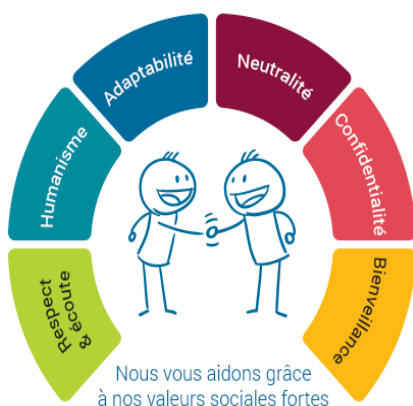 Respect
& écoute
Humanisme
Adaptabilité
Neutralité
Confidentialité
Bienveillance
Nous vous aidons grâce
à nos valeurs sociales fortes